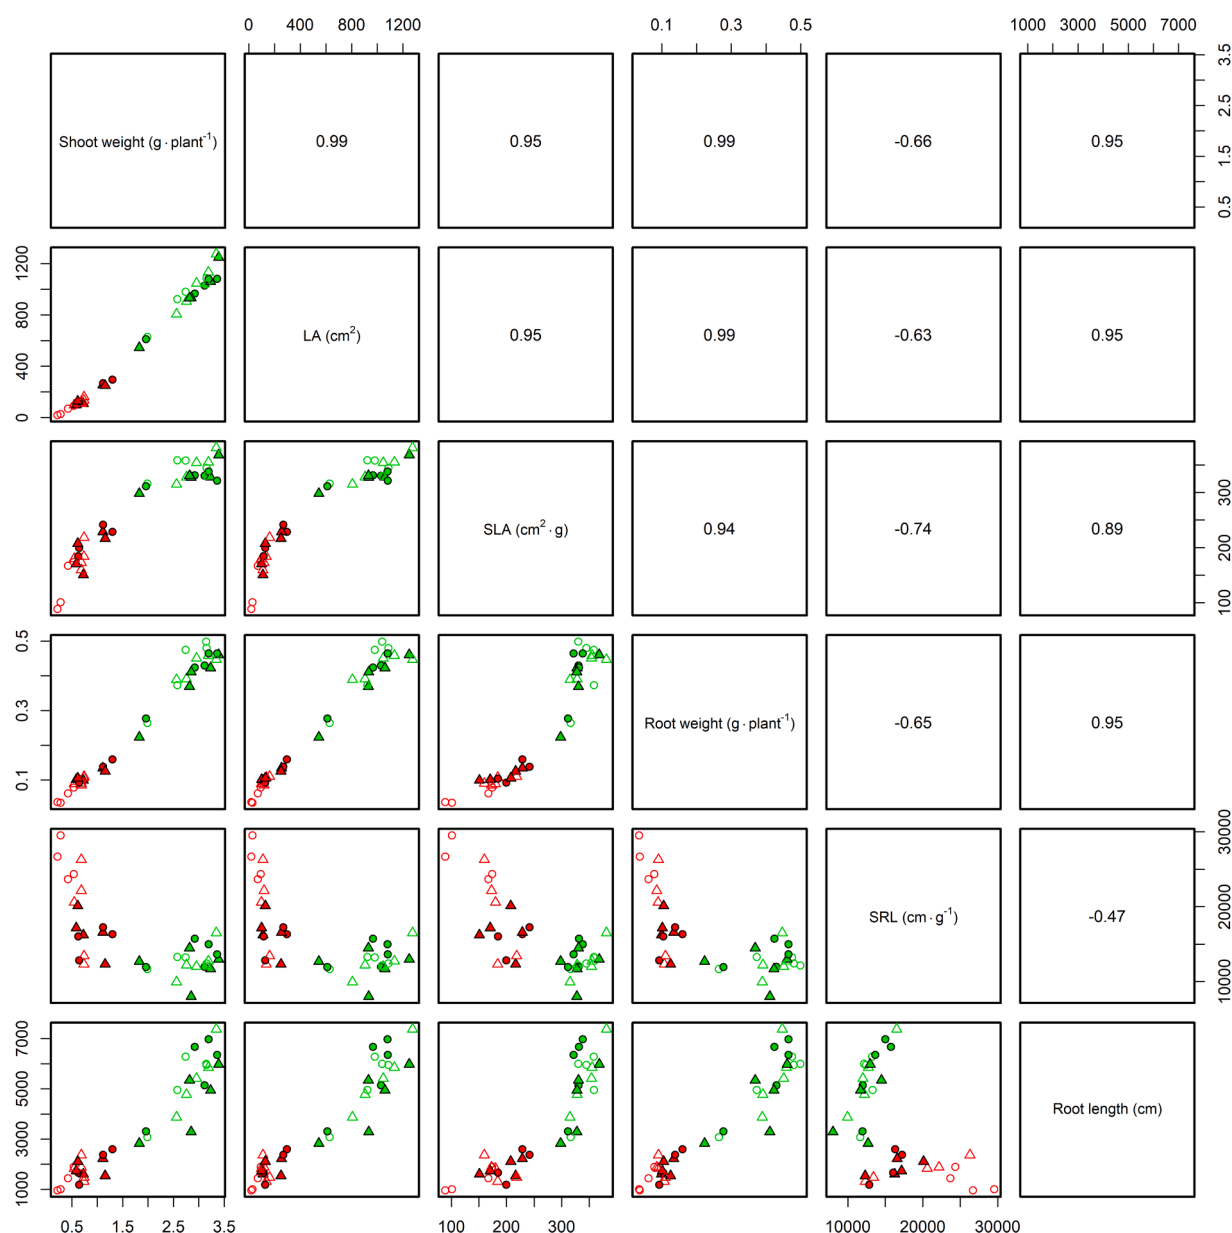 0 400 800 1200 0.1 0.3 0.5 1000 3000 5000 7000
Shoot weight (g · plant⁻¹) 0.99 0.95 0.99 -0.66 0.95
0.5 1.5 2.5 3.5
0 400 800 1200
LA (cm²) 0.95 0.99 -0.63 0.95
SLA (cm² · g) 0.94 -0.74 0.89
100 200 300
0.1 0.3 0.5
Root weight (g · plant⁻¹) -0.65 0.95
SRL (cm · g⁻¹) -0.47
10000 20000 30000
1000 3000 5000 7000
Root length (cm)
0.5 1.5 2.5 3.5 100 200 300 10000 20000 30000